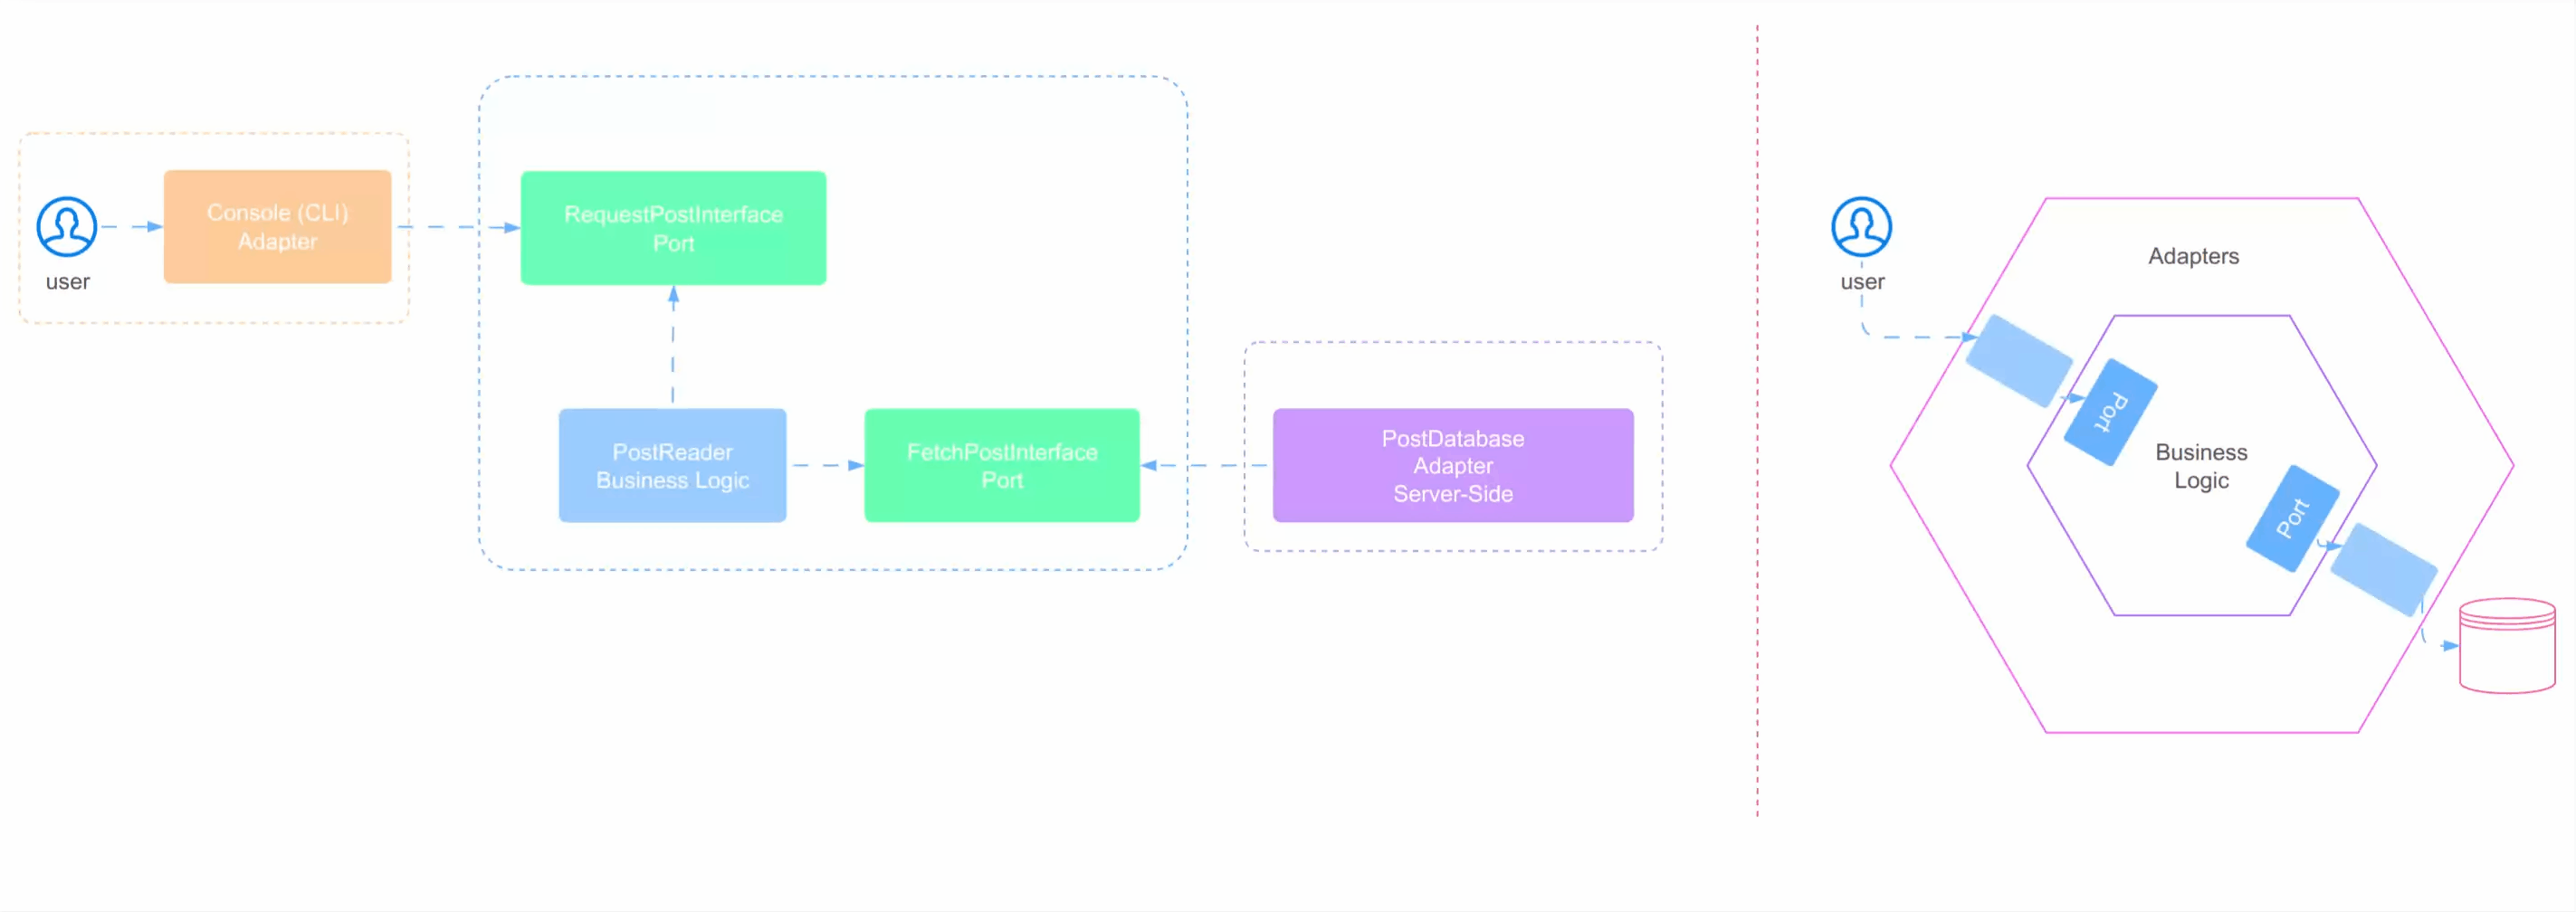 user
Console (CLI)
Adapter
RequestPostInterface
Port
PostReader
Business Logic
FetchPostInterface
Port
PostDatabase
Adapter
Server-Side
user
Adapters
Port
Business
Logic
Port